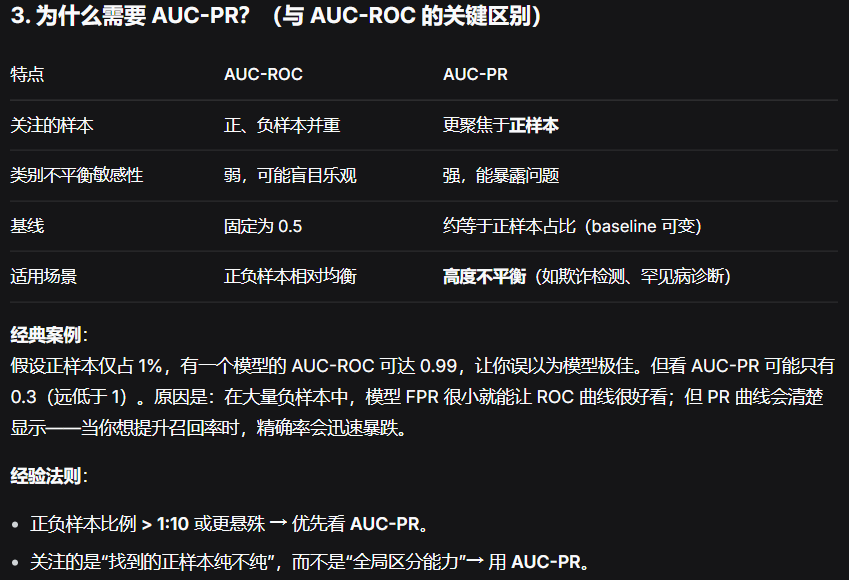 3. 为什么需要 AUC-PR？（与 AUC-ROC 的关键区别）
特点 AUC-ROC AUC-PR
关注的样本 正、负样本并重 更聚焦于正样本
类别不平衡敏感性 弱，可能盲目乐观 强，能暴露问题
基线 固定为 0.5 约等于正样本占比（baseline 可变）
适用场景 正负样本相对均衡 高度不平衡（如欺诈检测、罕见病诊断）
经典案例：
假设正样本仅占 1%，有一个模型的 AUC-ROC 可达 0.99，让你误以为模型极佳。但看 AUC-PR 可能只有
0.3（远低于 1）。原因是：在大量负样本中，模型 FPR 很小就能让 ROC 曲线很好看；但 PR 曲线会清楚
显示——当你想提升召回率时，精确率会迅速暴跌。
经验法则：
• 正负样本比例 > 1:10 或更悬殊 → 优先看 AUC-PR。
• 关注的是“找到的正样本纯不纯”，而不是“全局区分能力”→ 用 AUC-PR。